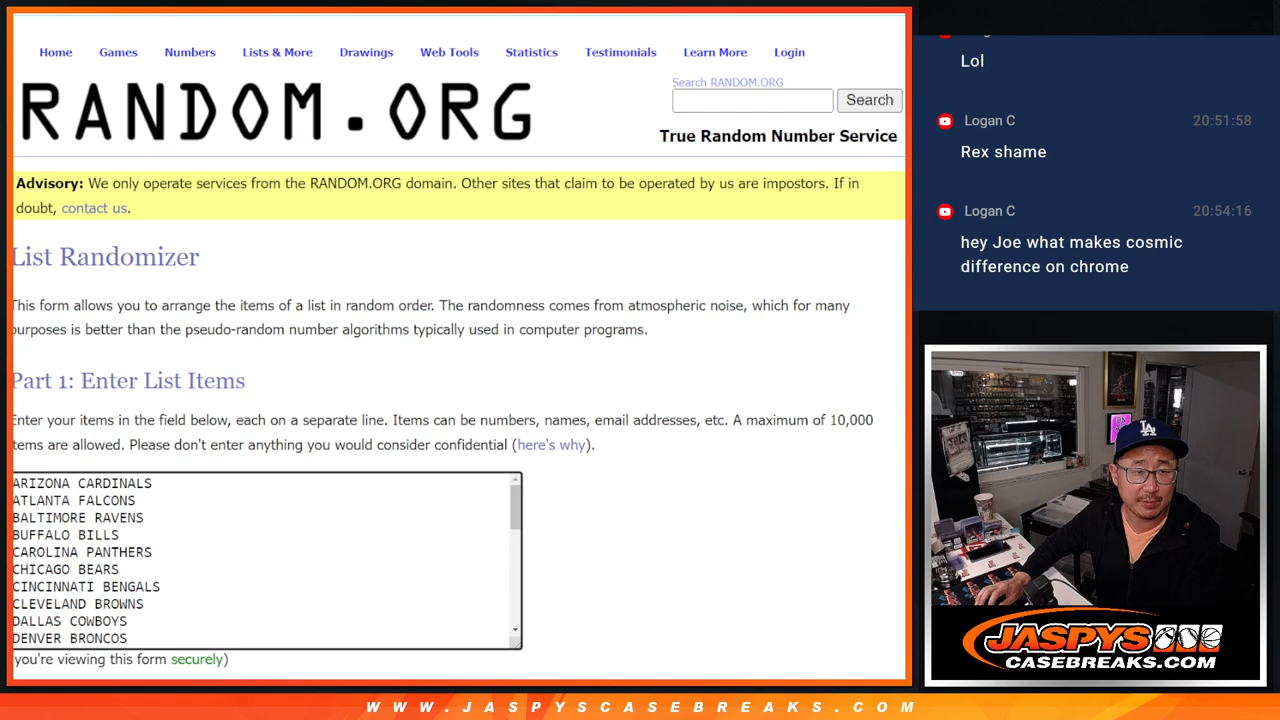 Home Games Numbers Lists & More Drawings Web Tools Statistics Testimonials Learn More Login
RANDOM.ORG
Search RANDOM.ORG
Search
True Random Number Service
Advisory: We only operate services from the RANDOM.ORG domain. Other sites that claim to be operated by us are impostors. If in
doubt, contact us.
List Randomizer
This form allows you to arrange the items of a list in random order. The randomness comes from atmospheric noise, which for many
purposes is better than the pseudo-random number algorithms typically used in computer programs.
Part 1: Enter List Items
Enter your items in the field below, each on a separate line. Items can be numbers, names, email addresses, etc. A maximum of 10,000
items are allowed. Please don't enter anything you would consider confidential (here's why).
ARIZONA CARDINALS
ATLANTA FALCONS
BALTIMORE RAVENS
BUFFALO BILLS
CAROLINA PANTHERS
CHICAGO BEARS
CINCINNATI BENGALS
CLEVELAND BROWNS
DALLAS COWBOYS
DENVER BRONCOS
you're viewing this form securely)
Lol
Logan C 20:51:58
Rex shame
Logan C 20:54:16
hey Joe what makes cosmic
difference on chrome
LA
JASPYS
CASEBREAKS.COM
WWW.JASPYSCASEBREAKS.COM